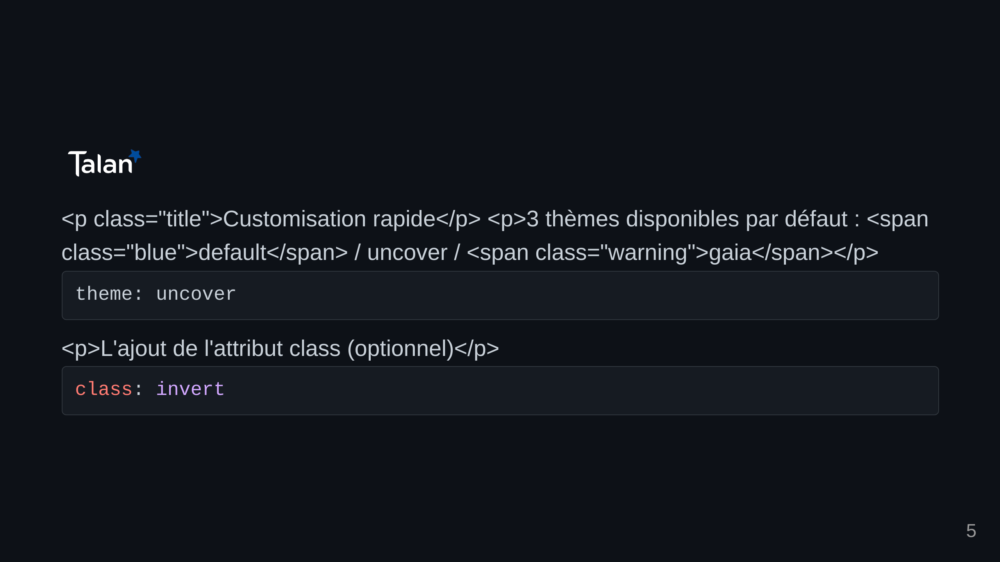 Talan
<p class="title">Customisation rapide</p> <p>3 thèmes disponibles par défaut : <span
class="blue">default</span> / uncover / <span class="warning">gaia</span></p>
theme: uncover
<p>L'ajout de l'attribut class (optionnel)</p>
class: invert
5